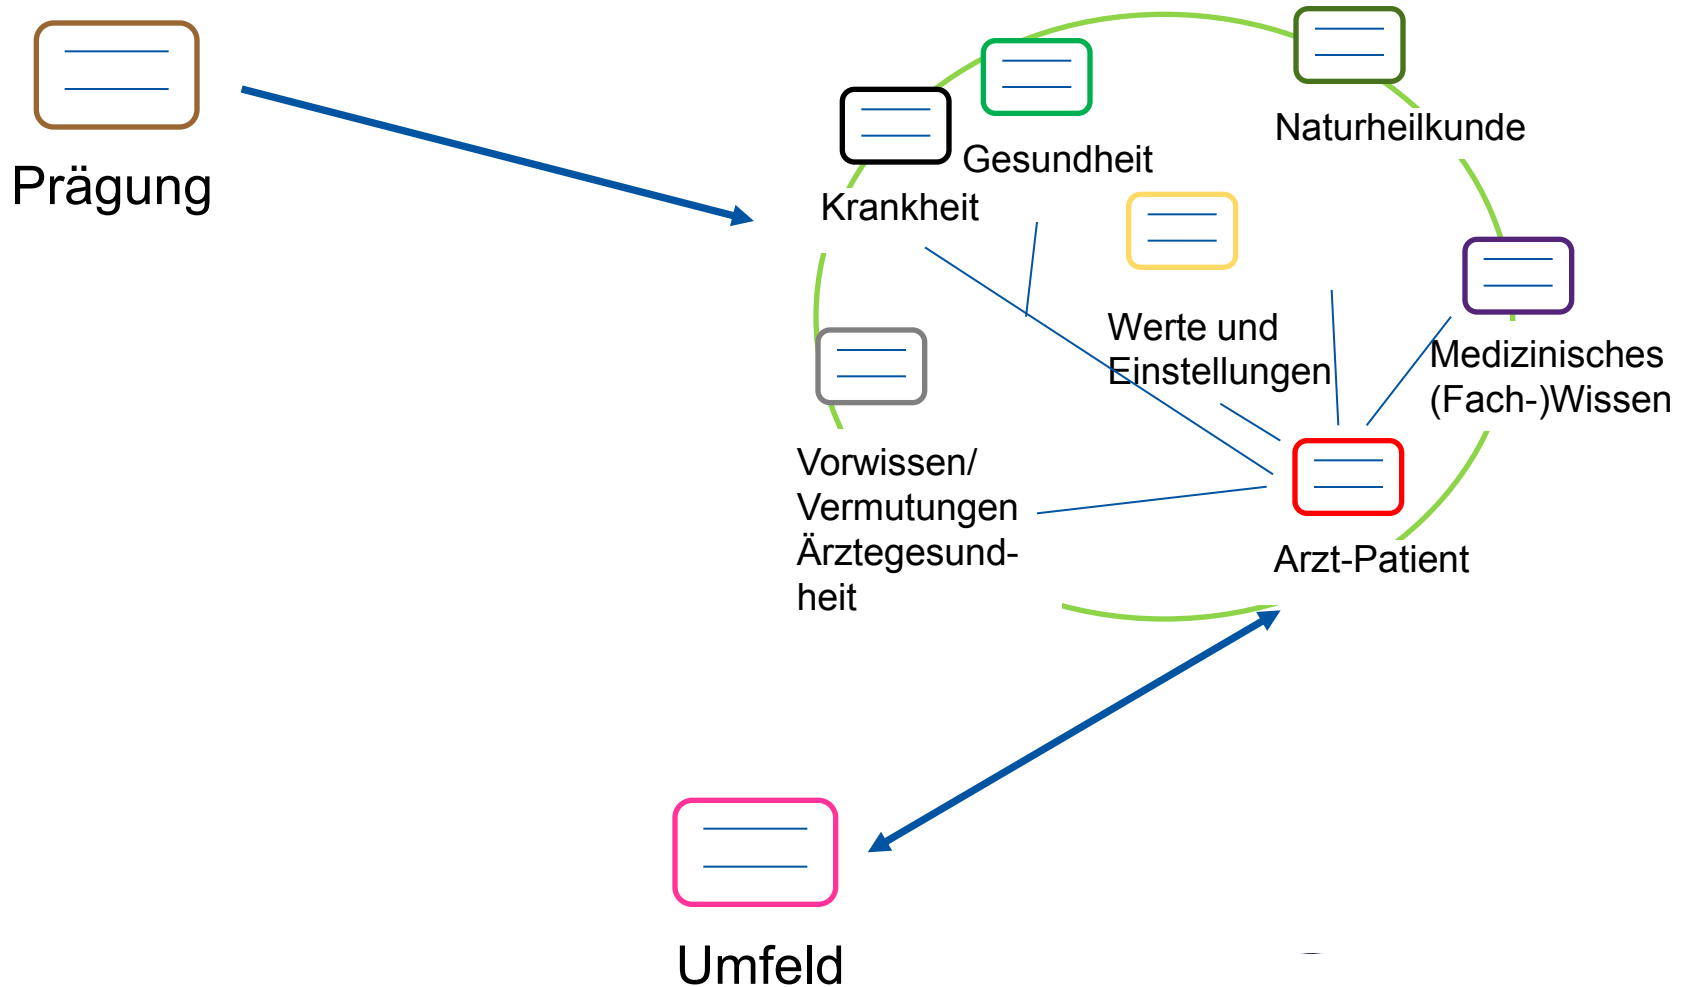 Prägung
Krankheit
Gesundheit
Naturheilkunde
Werte und
Einstellungen
Medizinisches
(Fach-)Wissen
Vorwissen/
Vermutungen
Ärztegesund-
heit
Arzt-Patient
Umfeld